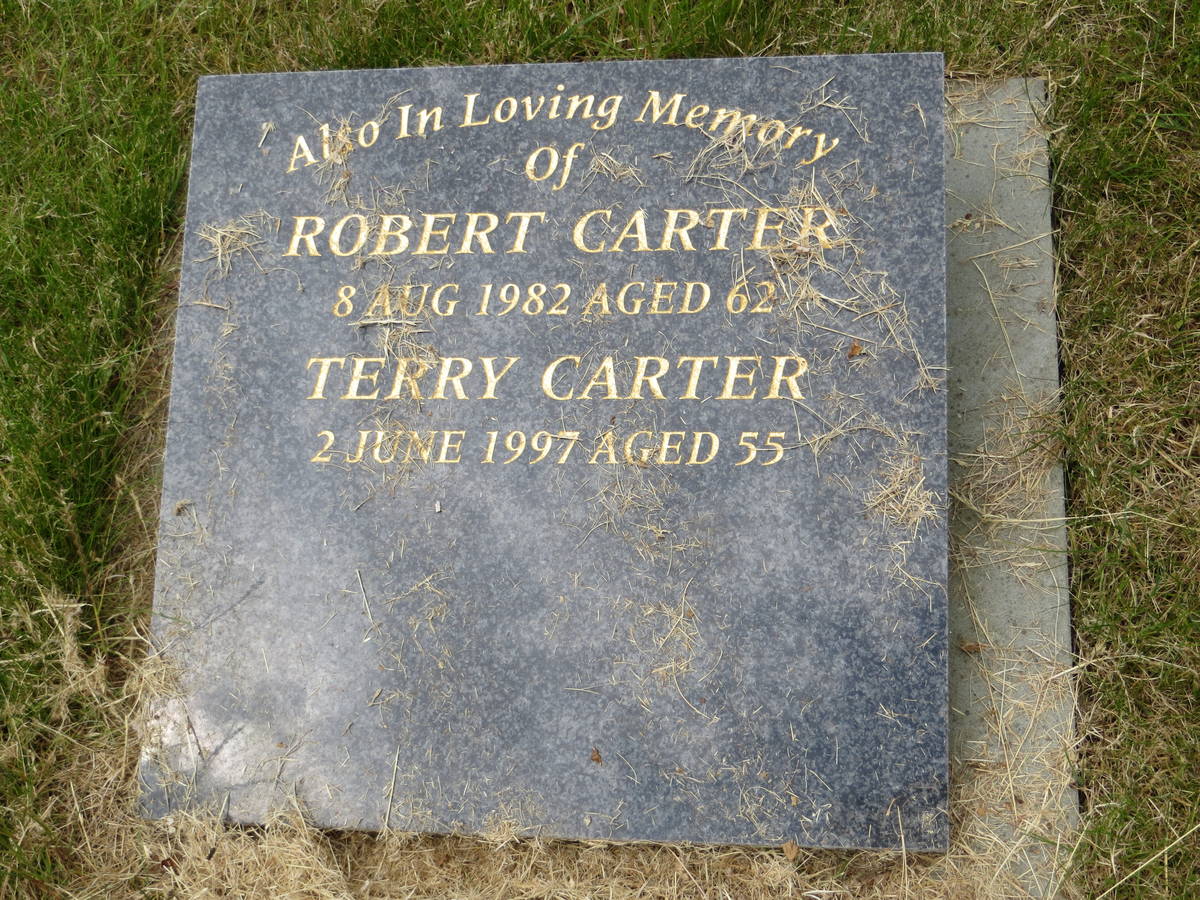 Also In Loving Memory
Of
ROBERT CARTER
8 AUG 1982 AGED 62
TERRY CARTER
2 JUNE 1997 AGED 55